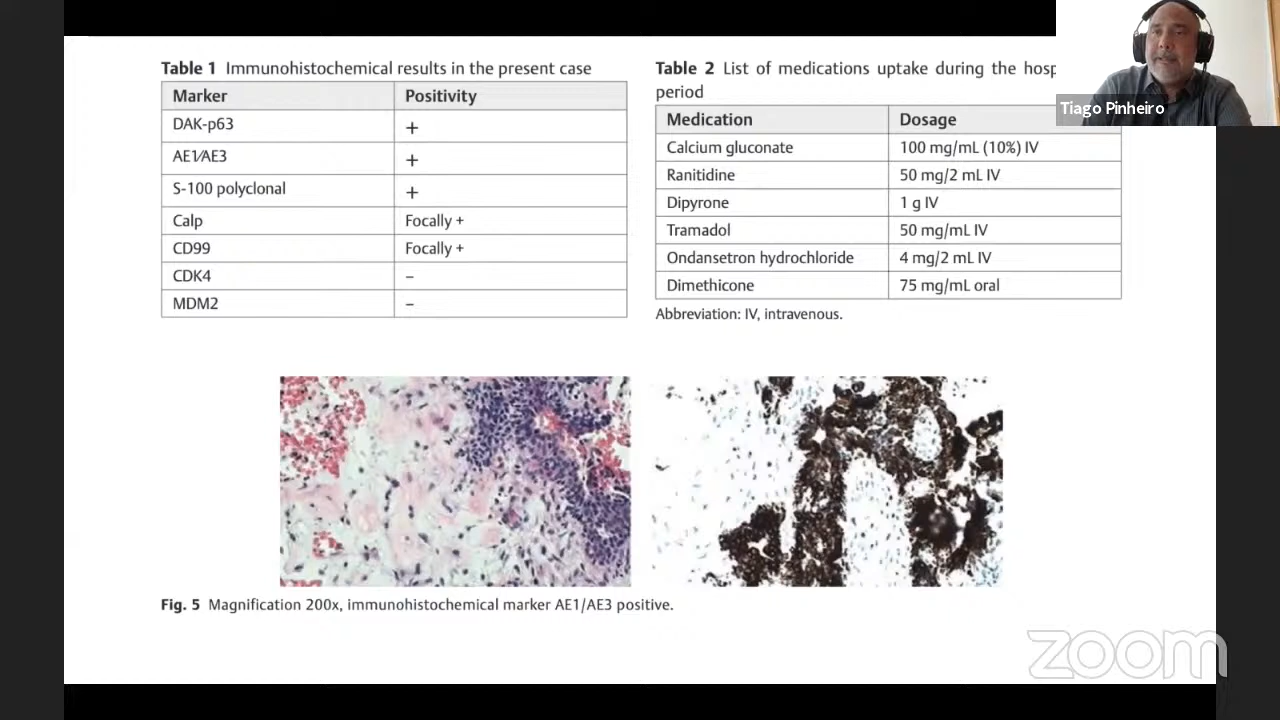 Table 1 Immunohistochemical results in the present case
Marker Positivity
DAK-p63 +
AE1/AE3 +
S-100 polyclonal +
Calp Focally +
CD99 Focally +
CDK4 –
MDM2 –
Table 2 List of medications uptake during the hosp
period
Medication Dosage
Calcium gluconate 100 mg/mL (10%) IV
Ranitidine 50 mg/2 mL IV
Dipyrone 1 g IV
Tramadol 50 mg/mL IV
Ondansetron hydrochloride 4 mg/2 mL IV
Dimethicone 75 mg/mL oral
Abbreviation: IV, intravenous.
Tiago Pinheiro
Fig. 5 Magnification 200x, immunohistochemical marker AE1/AE3 positive.
zoom